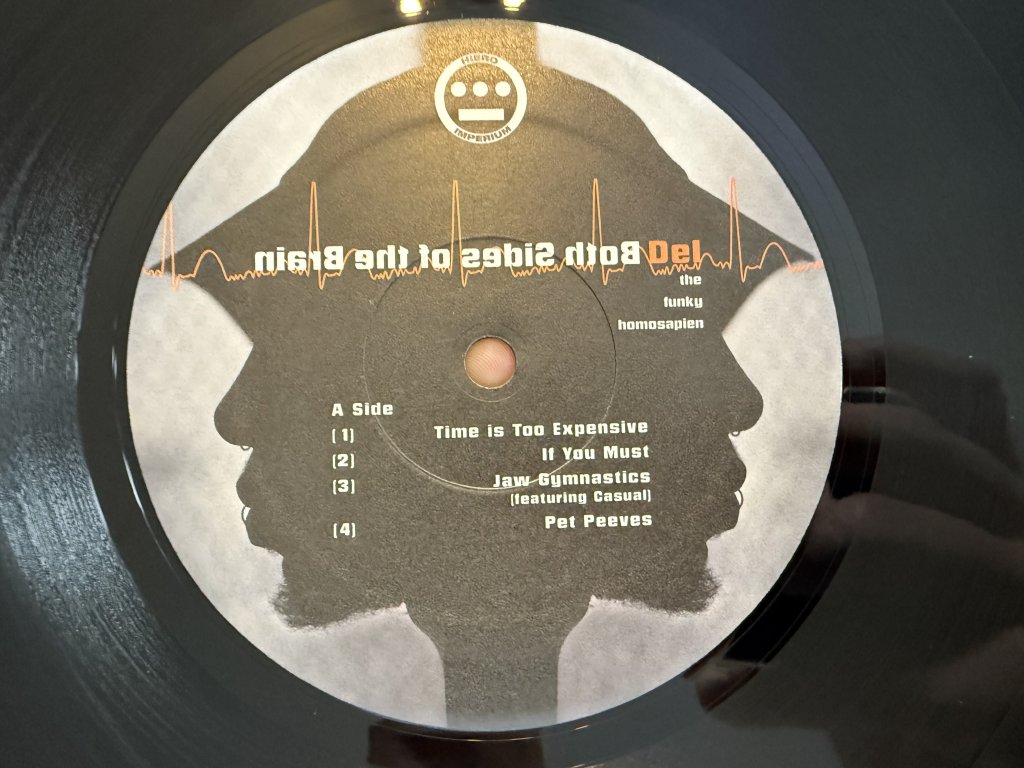 HIERO
IMPERIUM
Del Both Sides of the Brain
the
funky
homosapien
A Side
(1) Time is Too Expensive
(2) If You Must
(3) Jaw Gymnastics
(featuring Casual)
(4) Pet Peeves